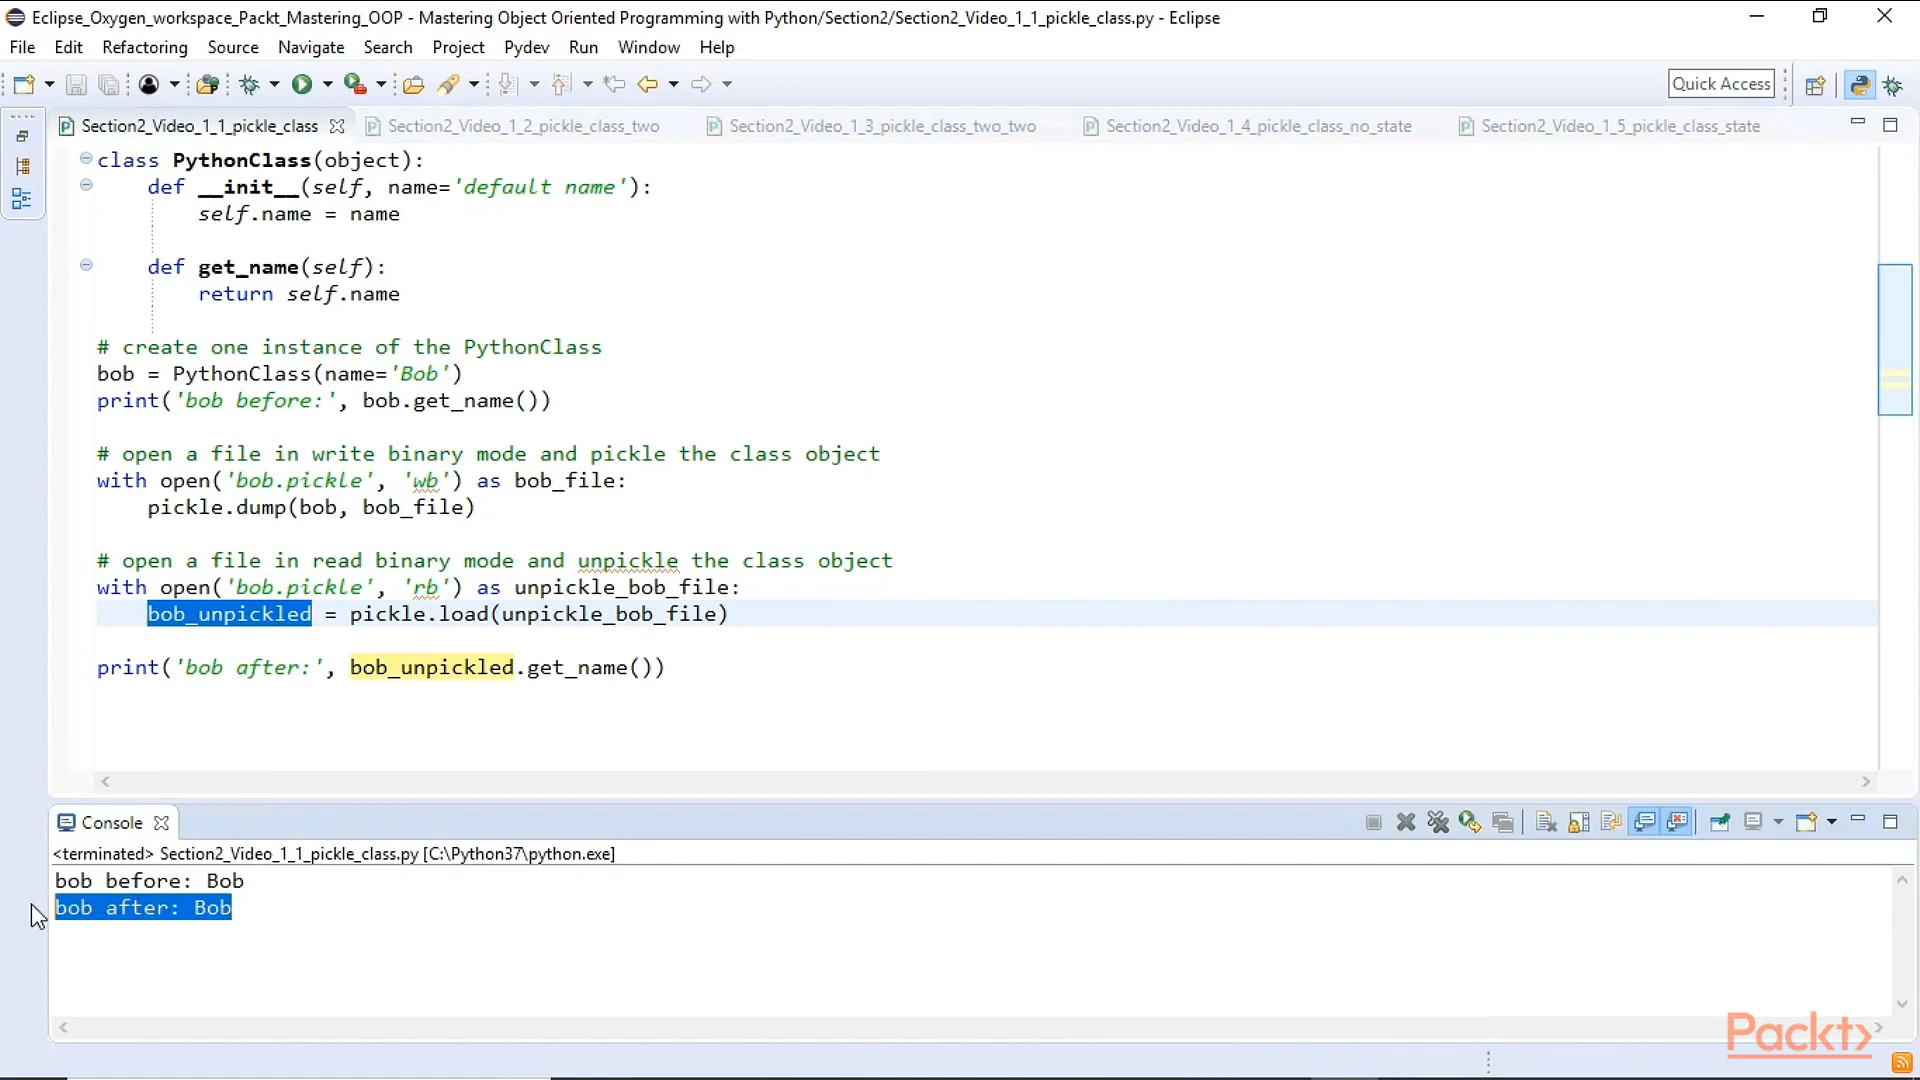 Eclipse_Oxygen_workspace_Packt_Mastering_OOP - Mastering Object Oriented Programming with Python/Section2/Section2_Video_1_1_pickle_class.py - Eclipse
File Edit Refactoring Source Navigate Search Project Pydev Run Window Help
Quick Access
Section2_Video_1_1_pickle_class Section2_Video_1_2_pickle_class_two Section2_Video_1_3_pickle_class_two_two Section2_Video_1_4_pickle_class_no_state Section2_Video_1_5_pickle_class_state
class PythonClass(object):
    def __init__(self, name='default name'):
        self.name = name
    def get_name(self):
        return self.name
# create one instance of the PythonClass
bob = PythonClass(name='Bob')
print('bob before:', bob.get_name())
# open a file in write binary mode and pickle the class object
with open('bob.pickle', 'wb') as bob_file:
    pickle.dump(bob, bob_file)
# open a file in read binary mode and unpickle the class object
with open('bob.pickle', 'rb') as unpickle_bob_file:
    bob_unpickled = pickle.load(unpickle_bob_file)
print('bob after:', bob_unpickled.get_name())
Console
<terminated> Section2_Video_1_1_pickle_class.py [C:\Python37\python.exe]
bob before: Bob
bob after: Bob
Packt>